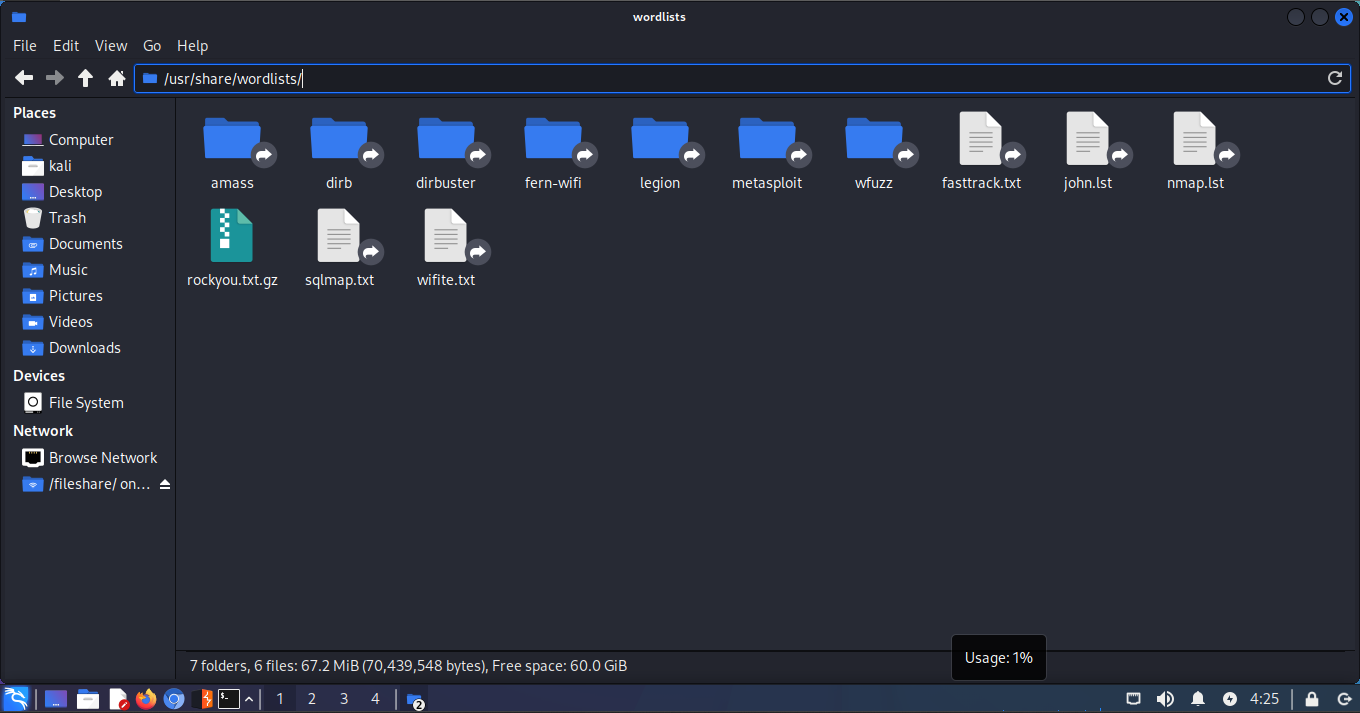 wordlists
File Edit View Go Help
/usr/share/wordlists/
Places
Computer
kali
Desktop
Trash
Documents
Music
Pictures
Videos
Downloads
Devices
File System
Network
Browse Network
/fileshare/ on...
amass dirb dirbuster fern-wifi legion metasploit wfuzz fasttrack.txt john.lst nmap.lst
rockyou.txt.gz sqlmap.txt wifite.txt
7 folders, 6 files: 67.2 MiB (70,439,548 bytes), Free space: 60.0 GiB
Usage: 1%
1 2 3 4 2 4:25